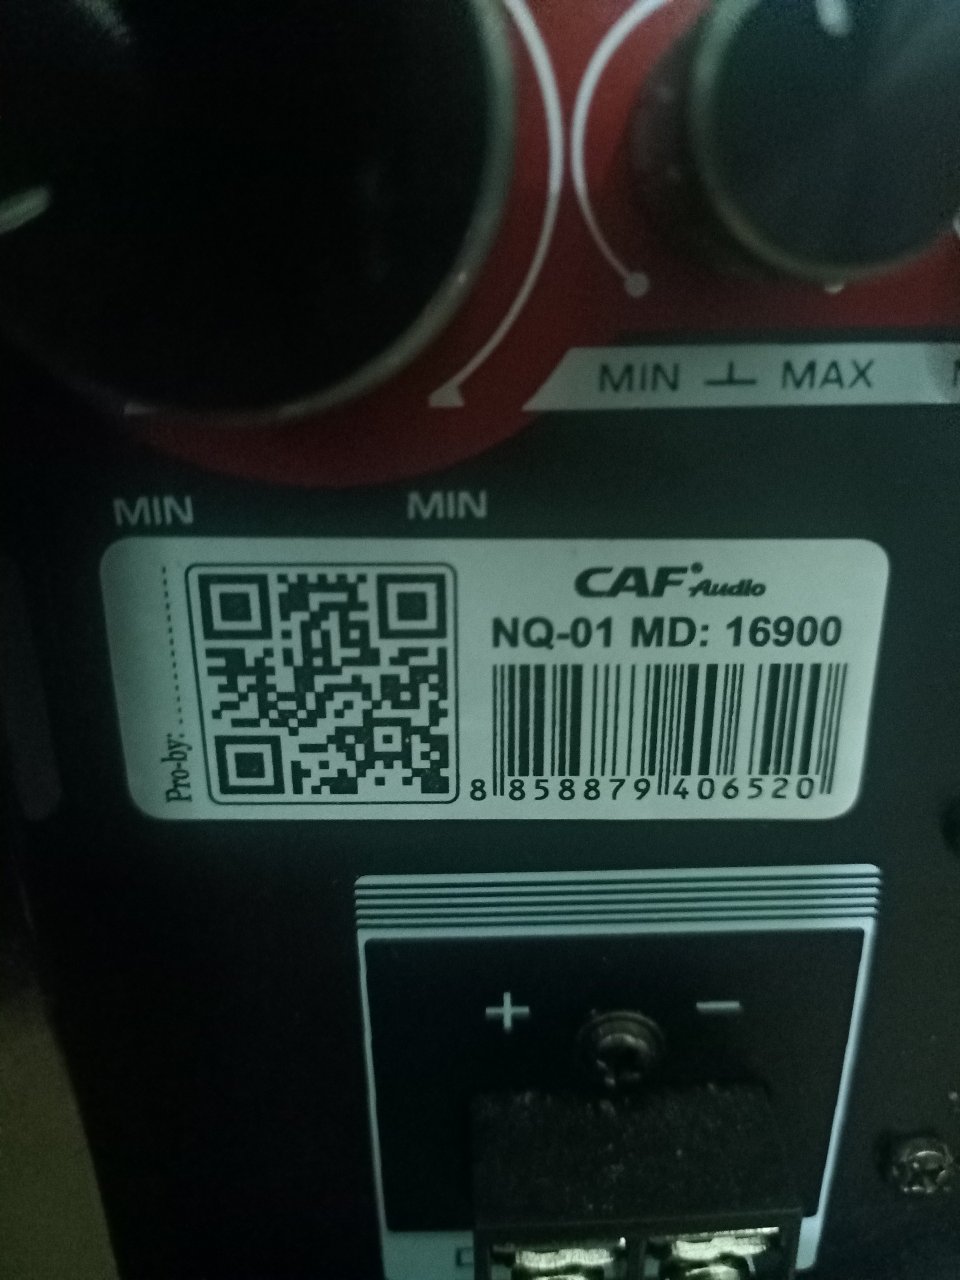 MIN ⊥ MAX
MIN MIN
CAF® Audio
NQ-01 MD: 16900
Pro-by:...................
8 858879 406520
+ −